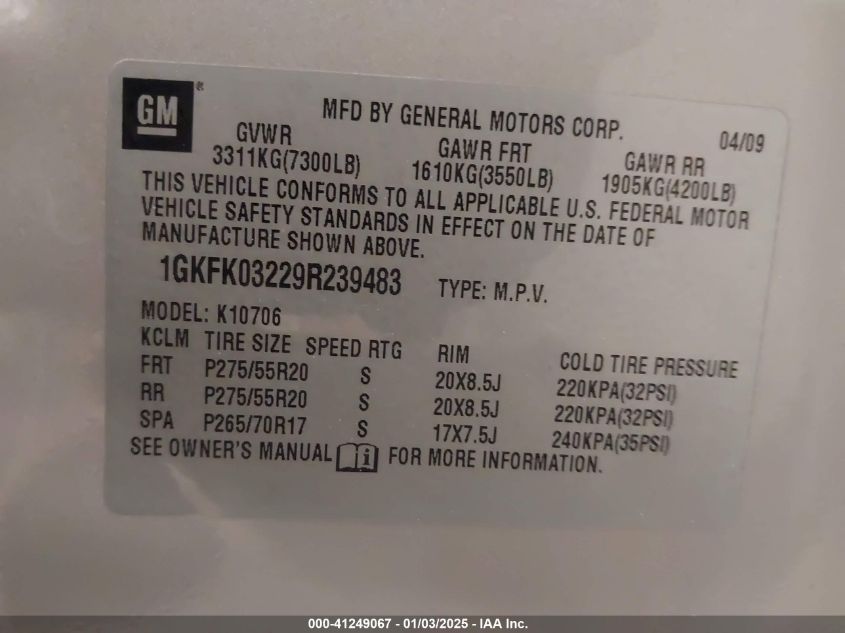 GM ®
MFD BY GENERAL MOTORS CORP. 04/09
GVWR GAWR FRT GAWR RR
3311KG(7300LB) 1610KG(3550LB) 1905KG(4200LB)
THIS VEHICLE CONFORMS TO ALL APPLICABLE U.S. FEDERAL MOTOR
VEHICLE SAFETY STANDARDS IN EFFECT ON THE DATE OF
MANUFACTURE SHOWN ABOVE.
1GKFK03229R239483 TYPE: M.P.V.
MODEL: K10706
KCLM TIRE SIZE SPEED RTG RIM COLD TIRE PRESSURE
FRT P275/55R20 S 20X8.5J 220KPA(32PSI)
RR P275/55R20 S 20X8.5J 220KPA(32PSI)
SPA P265/70R17 S 17X7.5J 240KPA(35PSI)
SEE OWNER'S MANUAL i FOR MORE INFORMATION.
000-41249067 - 01/03/2025 - IAA Inc.